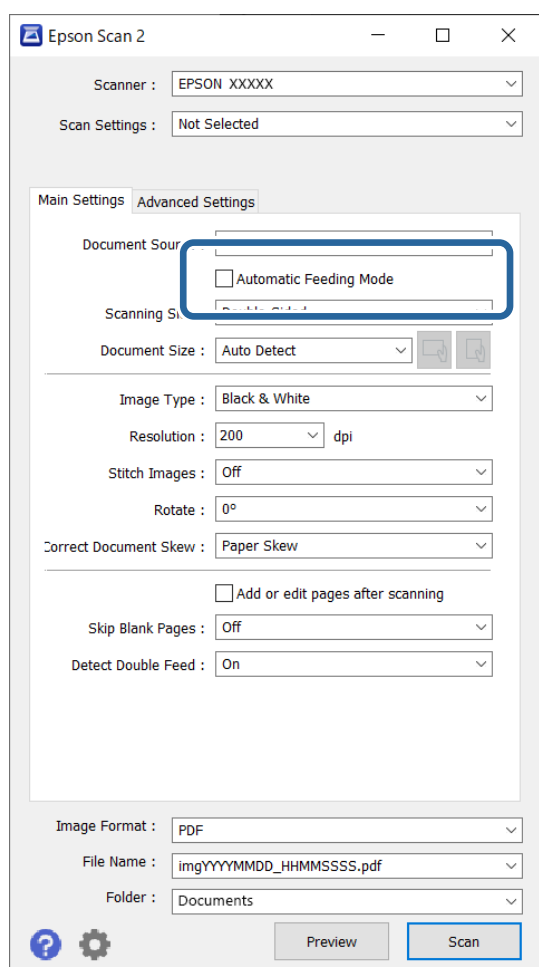 Epson Scan 2
Scanner : EPSON XXXXX
Scan Settings : Not Selected
Main Settings Advanced Settings
Document
Automatic Feeding Mode
Scanning
Document Size : Auto Detect
Image Type : Black & White
Resolution : 200 dpi
Stitch Images : Off
Rotate : 0°
Correct Document Skew : Paper Skew
Add or edit pages after scanning
Skip Blank Pages : Off
Detect Double Feed : On
Image Format : PDF
File Name : imgYYYYMMDD_HHMMSSSS.pdf
Folder : Documents
? Preview Scan